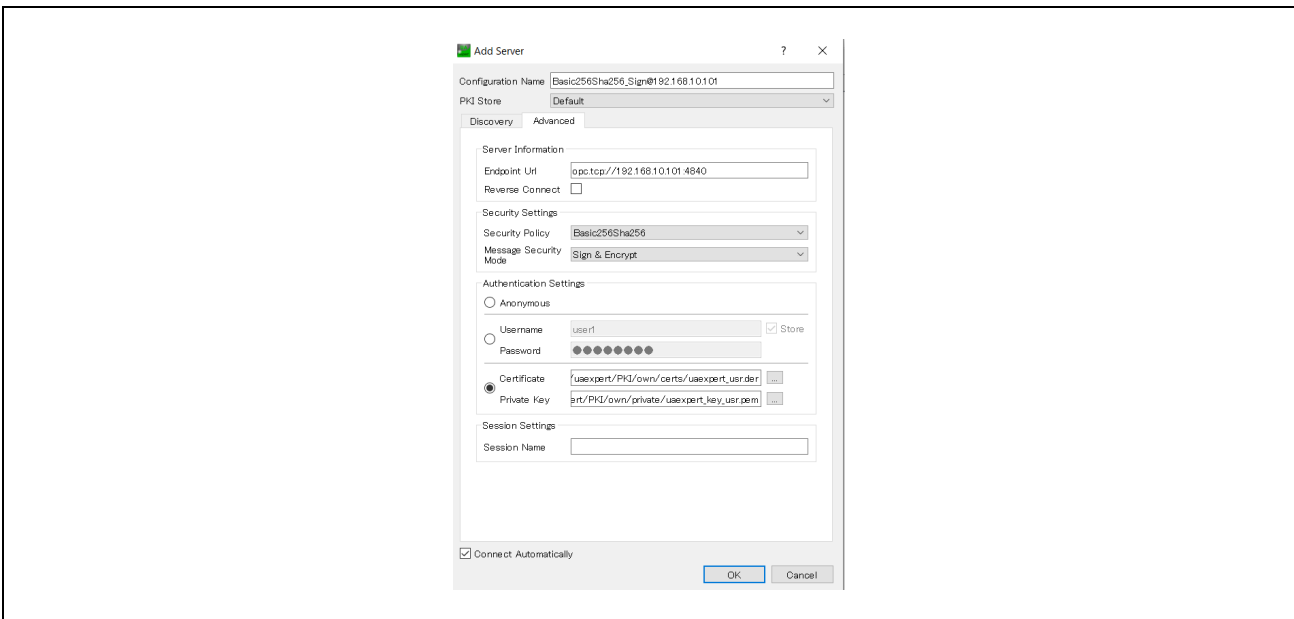 Add Server
Configuration Name Basic256Sha256_Sign@192.168.10.101
PKI Store Default
Discovery Advanced
Server Information
Endpoint Url opc.tcp://192.168.10.101:4840
Reverse Connect
Security Settings
Security Policy Basic256Sha256
Message Security
Mode
Sign & Encrypt
Authentication Settings
Anonymous
Username user1 Store
Password ●●●●●●●●
Certificate /uaexpert/PKI/own/certs/uaexpert_usr.der ...
Private Key ert/PKI/own/private/uaexpert_key_usr.pem ...
Session Settings
Session Name
Connect Automatically
OK Cancel